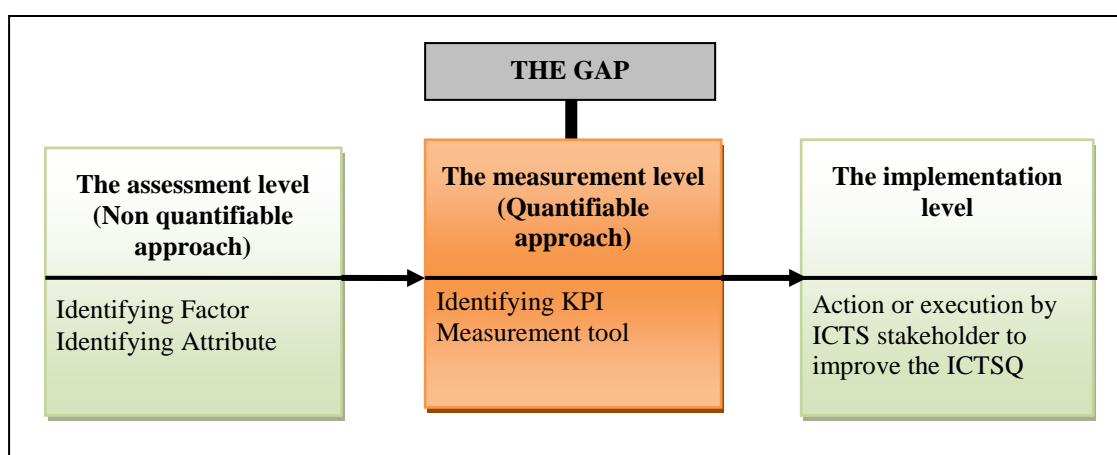 THE GAP
The assessment level
(Non quantifiable
approach)
Identifying Factor
Identifying Attribute
The measurement level
(Quantifiable
approach)
Identifying KPI
Measurement tool
The implementation
level
Action or execution by
ICTS stakeholder to
improve the ICTSQ